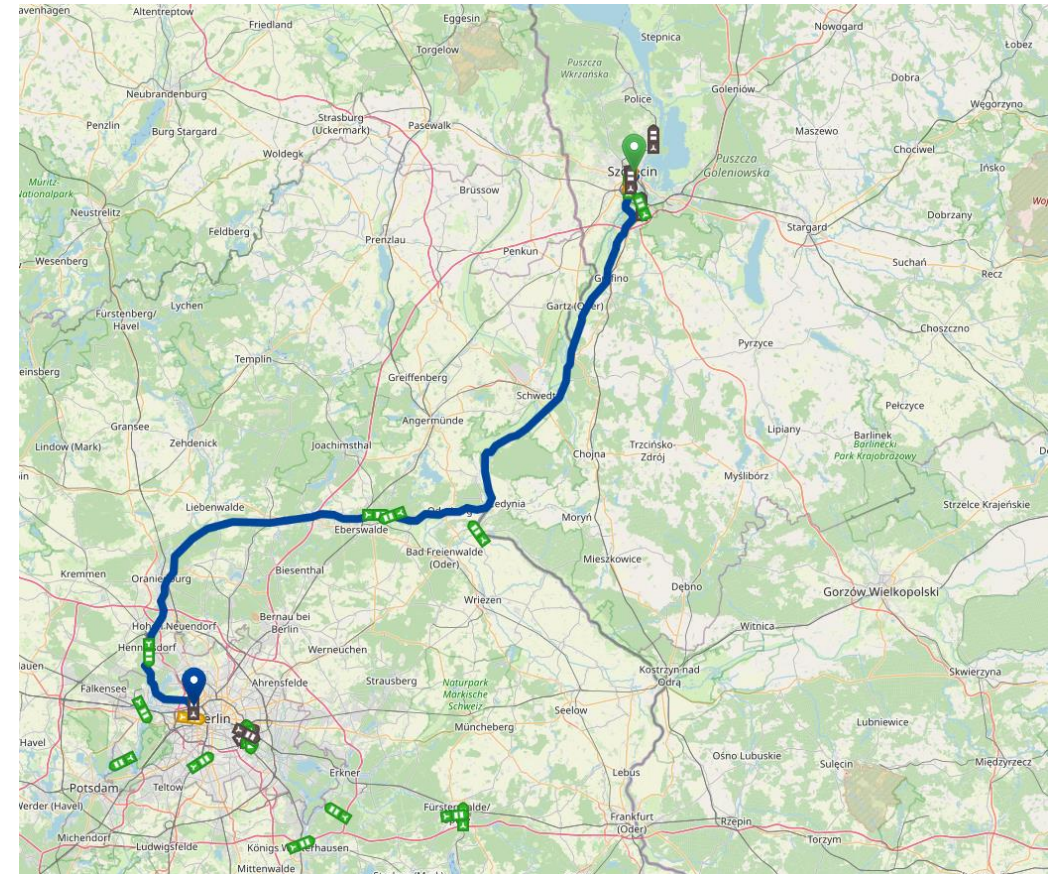 avenhagen
Altentreptow
Friedland
Eggesin
Nowogard
Stepnica
Łobez
Torgelow
Puszcza
Wkrzańska
Goleniów
Dobra
Neubrandenburg
Police
Węgorzyno
Penzlin
Burg Stargard
Strasburg
(Uckermark)
Pasewalk
Maszewo
Chociwel
Woldegk
Puszcza
Goleniowska
Ińsko
Müritz-
Nationalpark
Brüssow
Neustrelitz
Dobrzany
Feldberg
Prenzlau
Stargard
Penkun
Wesenberg
Suchań
Recz
Lychen
Gartz (Oder)
Fürstenberg/
Havel
Choszczno
Pyrzyce
einsberg
Templin
Greiffenberg
Pełczyce
Angermünde
Gransee
Lipiany
Zehdenick
Lindow (Mark)
Joachimsthal
Trzcińsko-
Zdrój
Barlinek
Barlinecki
Park Krajobrazowy
Chojna
Myślibórz
Liebenwalde
Strzelce Krajeńskie
Eberswalde
Moryń
Bad Freienwalde
(Oder)
Mieszkowice
Kremmen
Biesenthal
Dębno
Gorzów Wielkopolski
Wriezen
Bernau bei
Berlin
Witnica
Werneuchen
Kostrzyn nad
Odrą
Skwierzyna
Falkensee
Ahrensfelde
Strausberg
Naturpark
Märkische
Schweiz
Seelow
Müncheberg
Lubniewice
Havel
Ośno Lubuskie
Sulęcin
Międzyrzecz
Erkner
Lebus
Potsdam
Teltow
Werder (Havel)
Frankfurt
(Oder)
Rzepin
Torzym
Michendorf
Ludwigsfelde
Mittenwalde